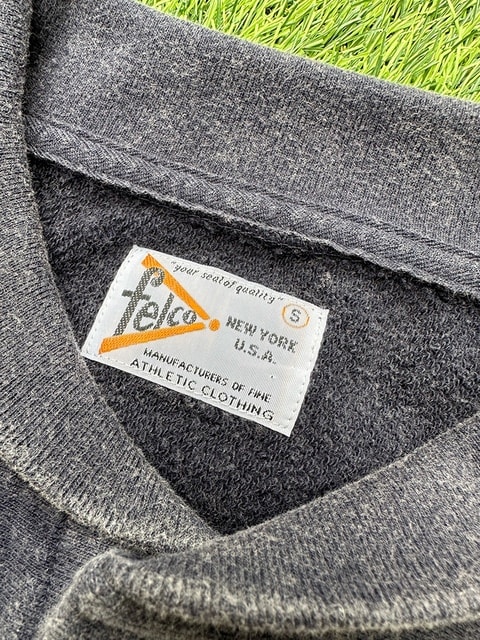 "your seal of quality"
S
felco
NEW YORK
U.S.A.
MANUFACTURERS OF FINE
ATHLETIC CLOTHING